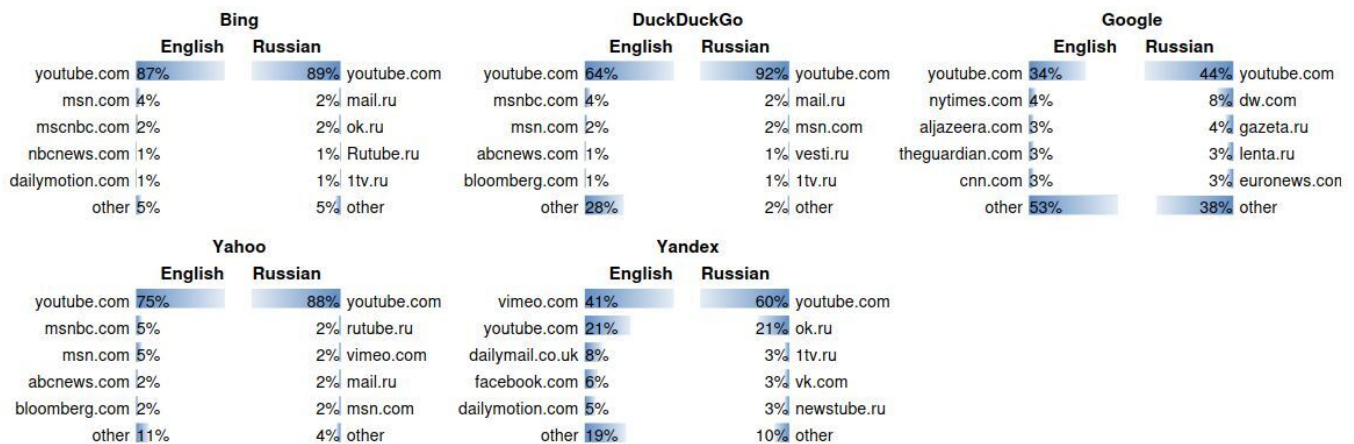 Bing
English Russian
youtube.com 87% 89% youtube.com
msn.com 4% 2% mail.ru
mscnbc.com 2% 2% ok.ru
nbcnews.com 1% 1% Rutube.ru
dailymotion.com 1% 1% 1tv.ru
other 5% 5% other
DuckDuckGo
English Russian
youtube.com 64% 92% youtube.com
msnbc.com 4% 2% mail.ru
msn.com 2% 2% msn.com
abcnews.com 1% 1% vesti.ru
bloomberg.com 1% 1% 1tv.ru
other 28% 2% other
Google
English Russian
youtube.com 34% 44% youtube.com
nytimes.com 4% 8% dw.com
aljazeera.com 3% 4% gazeta.ru
theguardian.com 3% 3% lenta.ru
cnn.com 3% 3% euronews.con
other 53% 38% other
Yahoo
English Russian
youtube.com 75% 88% youtube.com
msnbc.com 5% 2% rutube.ru
msn.com 5% 2% vimeo.com
abcnews.com 2% 2% mail.ru
bloomberg.com 2% 2% msn.com
other 11% 4% other
Yandex
English Russian
vimeo.com 41% 60% youtube.com
youtube.com 21% 21% ok.ru
dailymail.co.uk 8% 3% 1tv.ru
facebook.com 6% 3% vk.com
dailymotion.com 5% 3% newstube.ru
other 19% 10% other